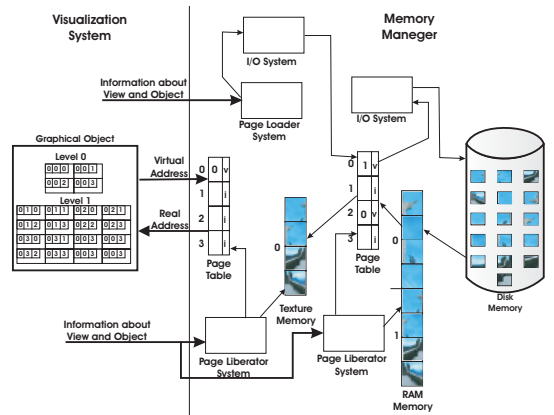 Visualization
System
Memory
Maneger
I/O System
Information about
View and Object
Page Loader
System
I/O System
Graphical Object
Level 0
0 0 0 0 0 1
0 0 2 0 0 3
Level 1
0 1 0 0 1 1 0 2 0 0 2 1
0 1 2 0 1 3 0 2 2 0 2 3
0 3 0 0 3 1 0 0 3 0 0 3
0 3 2 0 3 3 0 0 3 0 0 3
Virtual
Address
Real
Address
0 0 v
1 i
2 i
3 i
Page
Table
0
Texture
Memory
0 1 v
1 i
2 0 v
3 i
Page
Table
0
1
RAM
Memory
Disk
Memory
Information about
View and Object
Page Liberator
System
Page Liberator
System